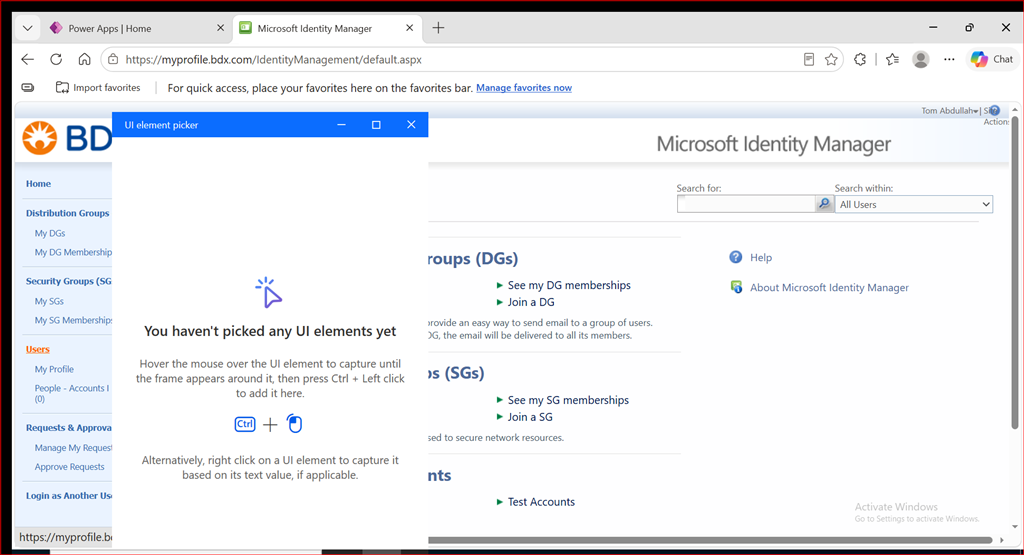 Power Apps | Home
Microsoft Identity Manager
https://myprofile.bdx.com/IdentityManagement/default.aspx
Chat
Import favorites
For quick access, place your favorites here on the favorites bar. Manage favorites now
UI element picker
Tom Abdullah
Action
BD
Microsoft Identity Manager
Home
Distribution Groups
My DGs
My DG Membership
Security Groups (SG
My SGs
My SG Memberships
Users
My Profile
People - Accounts I
(0)
Requests & Approva
Manage My Request
Approve Requests
Login as Another Use
https://myprofile.b
You haven't picked any UI elements yet
Hover the mouse over the UI element to capture until
the frame appears around it, then press Ctrl + Left click
to add it here.
Ctrl +
Alternatively, right click on a UI element to capture it
based on its text value, if applicable.
Search for:
Search within:
All Users
roups (DGs)
See my DG memberships
Join a DG
provide an easy way to send email to a group of users.
DG, the email will be delivered to all its members.
ps (SGs)
See my SG memberships
Join a SG
sed to secure network resources.
nts
Test Accounts
Help
About Microsoft Identity Manager
Activate Windows
Go to Settings to activate Windows.